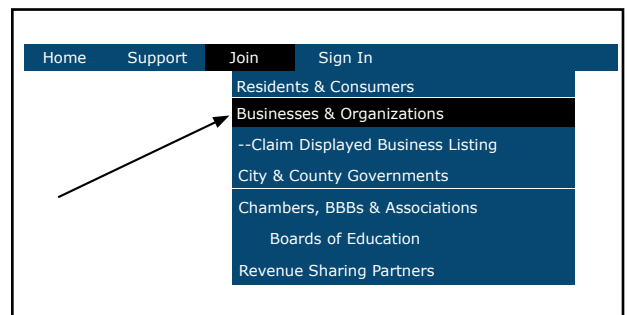 Home Support Join Sign In
Residents & Consumers
Businesses & Organizations
--Claim Displayed Business Listing
City & County Governments
Chambers, BBBs & Associations
Boards of Education
Revenue Sharing Partners